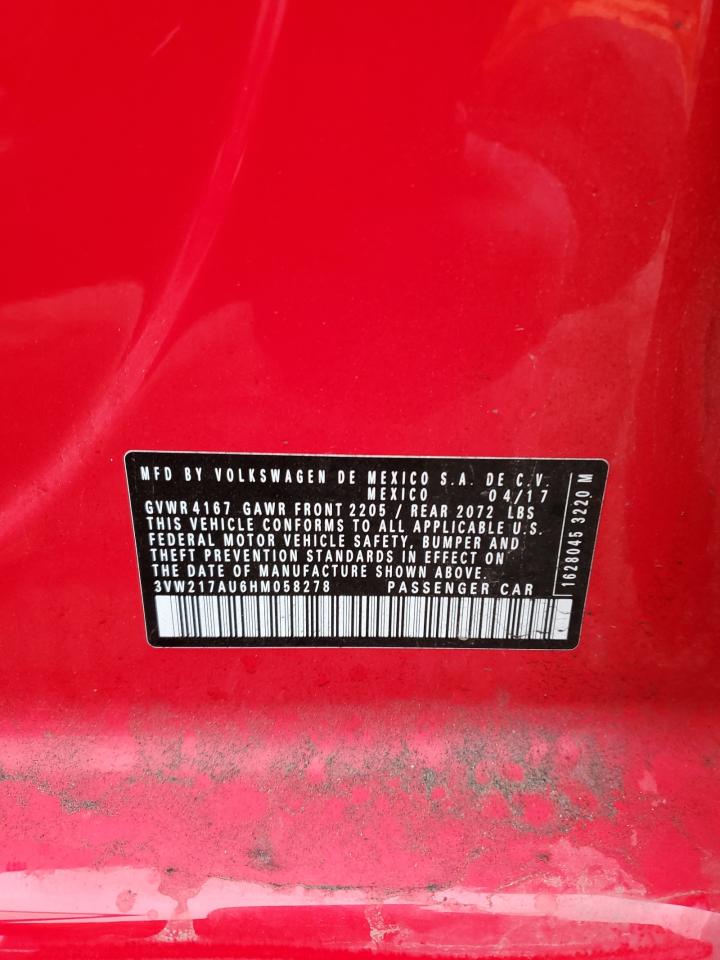 MFD BY VOLKSWAGEN DE MEXICO S.A. DE C.V.
MEXICO 04/17
GVWR 4167 GAWR FRONT 2205 / REAR 2072 LBS
THIS VEHICLE CONFORMS TO ALL APPLICABLE U.S.
FEDERAL MOTOR VEHICLE SAFETY, BUMPER AND
THEFT PREVENTION STANDARDS IN EFFECT ON
THE DATE OF MANUFACTURE SHOWN ABOVE.
3VW217AU6HM058278 PASSENGER CAR
1628045 3220 M